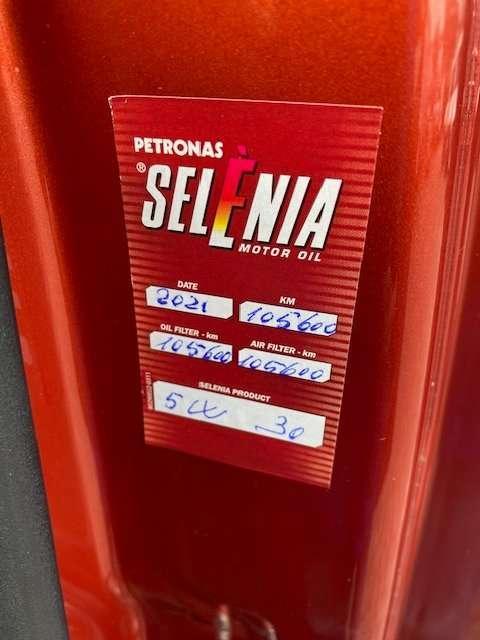 PETRONAS
® SELÈNIA
MOTOR OIL
DATE KM
2021 105600
OIL FILTER - km AIR FILTER - km
105600 105600
SELENIA PRODUCT
5W 30